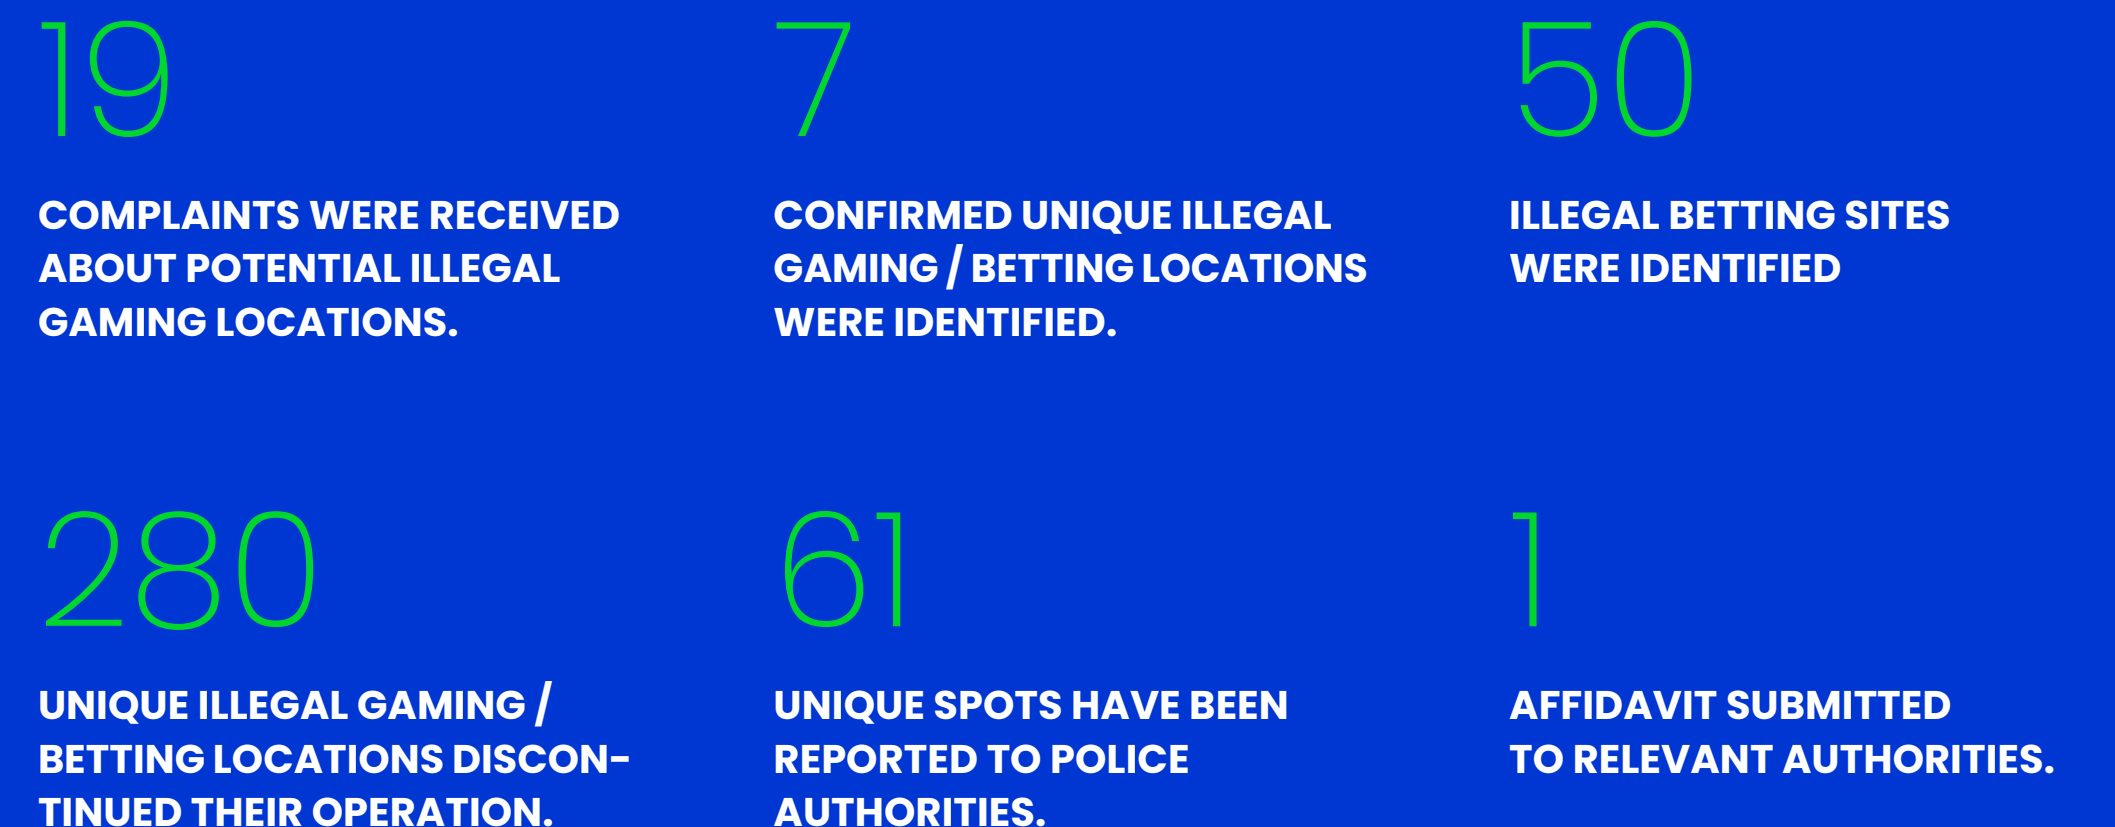 19
COMPLAINTS WERE RECEIVED
ABOUT POTENTIAL ILLEGAL
GAMING LOCATIONS.
7
CONFIRMED UNIQUE ILLEGAL
GAMING / BETTING LOCATIONS
WERE IDENTIFIED.
50
ILLEGAL BETTING SITES
WERE IDENTIFIED
280
UNIQUE ILLEGAL GAMING /
BETTING LOCATIONS DISCON-
TINUED THEIR OPERATION.
61
UNIQUE SPOTS HAVE BEEN
REPORTED TO POLICE
AUTHORITIES.
1
AFFIDAVIT SUBMITTED
TO RELEVANT AUTHORITIES.